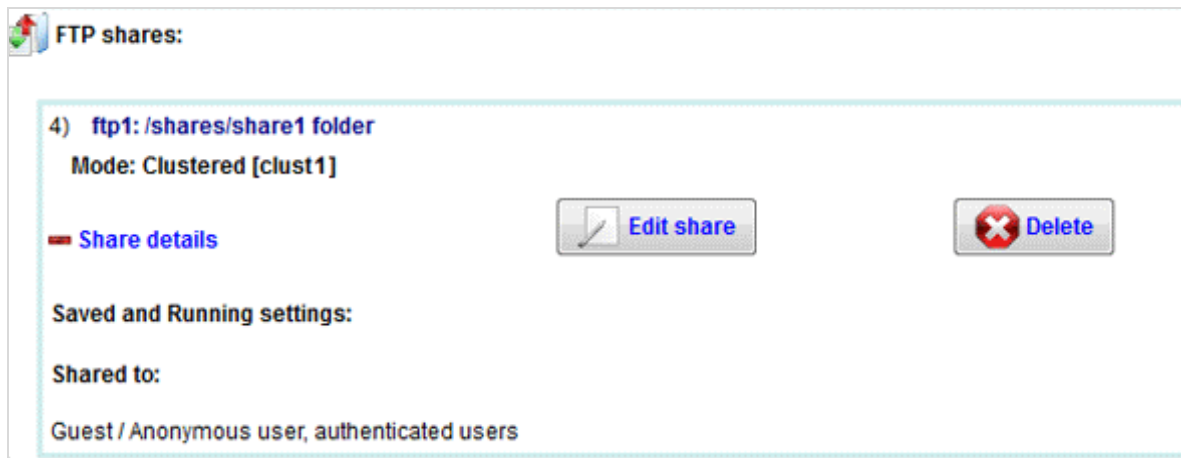 FTP shares:
4) ftp1: /shares/share1 folder
Mode: Clustered [clust1]
Share details
Edit share
Delete
Saved and Running settings:
Shared to:
Guest / Anonymous user, authenticated users